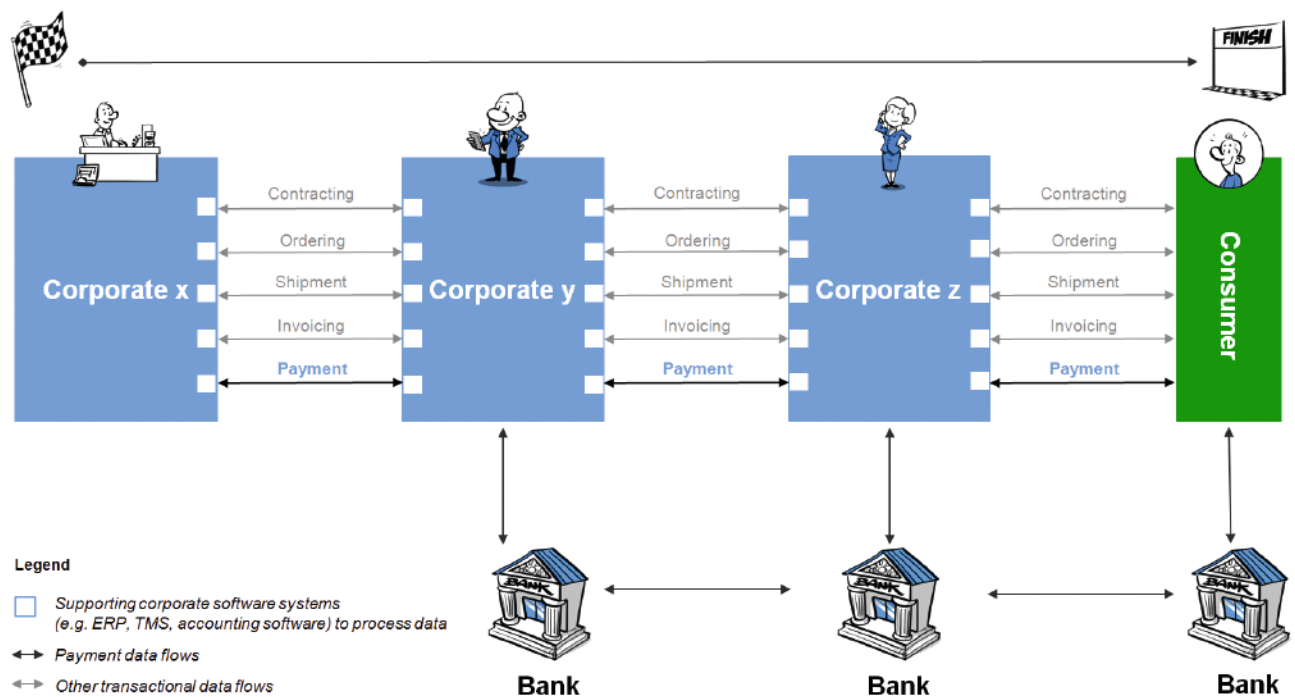 FINISH
Contracting
Contracting
Contracting
Ordering
Ordering
Ordering
Corporate x
Shipment
Corporate y
Shipment
Corporate z
Shipment
Consumer
Invoicing
Invoicing
Invoicing
Payment
Payment
Payment
Legend
Supporting corporate software systems
(e.g. ERP, TMS, accounting software) to process data
Payment data flows
Other transactional data flows
BANK
BANK
BANK
Bank
Bank
Bank